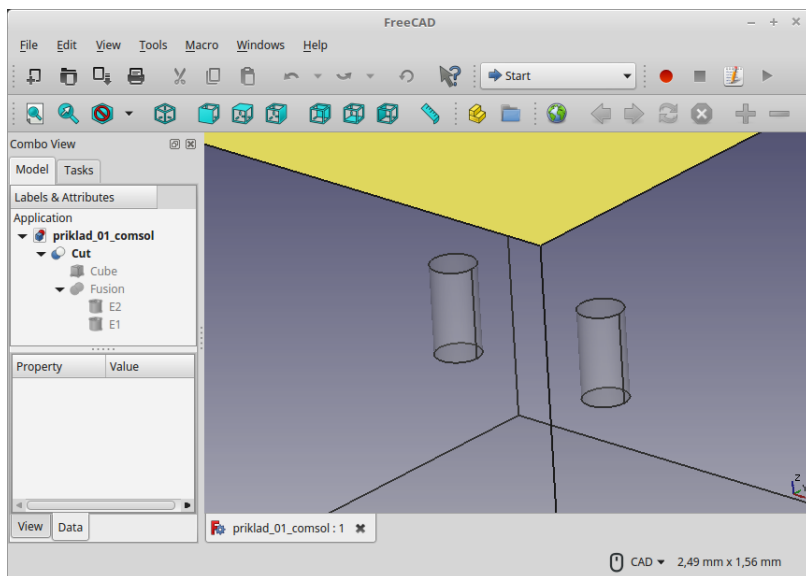 FreeCAD
File Edit View Tools Macro Windows Help
Start
Combo View
Model Tasks
Labels & Attributes
Application
priklad_01_comsol
Cut
Cube
Fusion
E2
E1
Property Value
Z
Y
View Data
priklad_01_comsol : 1
CAD 2,49 mm x 1,56 mm